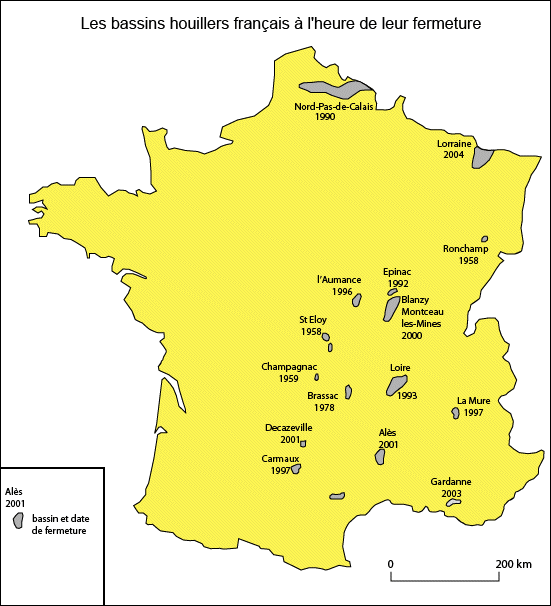 Les bassins houillers français à l'heure de leur fermeture
Nord-Pas-de-Calais
1990
Lorraine
2004
Ronchamp
1958
l'Aumance
1996
Epinac
1992
Blanzy
Montceau
les-Mines
2000
St Eloy
1958
Champagnac
1959
Brassac
1978
Loire
1993
La Mure
1997
Decazeville
2001
Alès
2001
Carmaux
1997
Gardanne
2003
Alès
2001
bassin et date
de fermeture
0
200 km